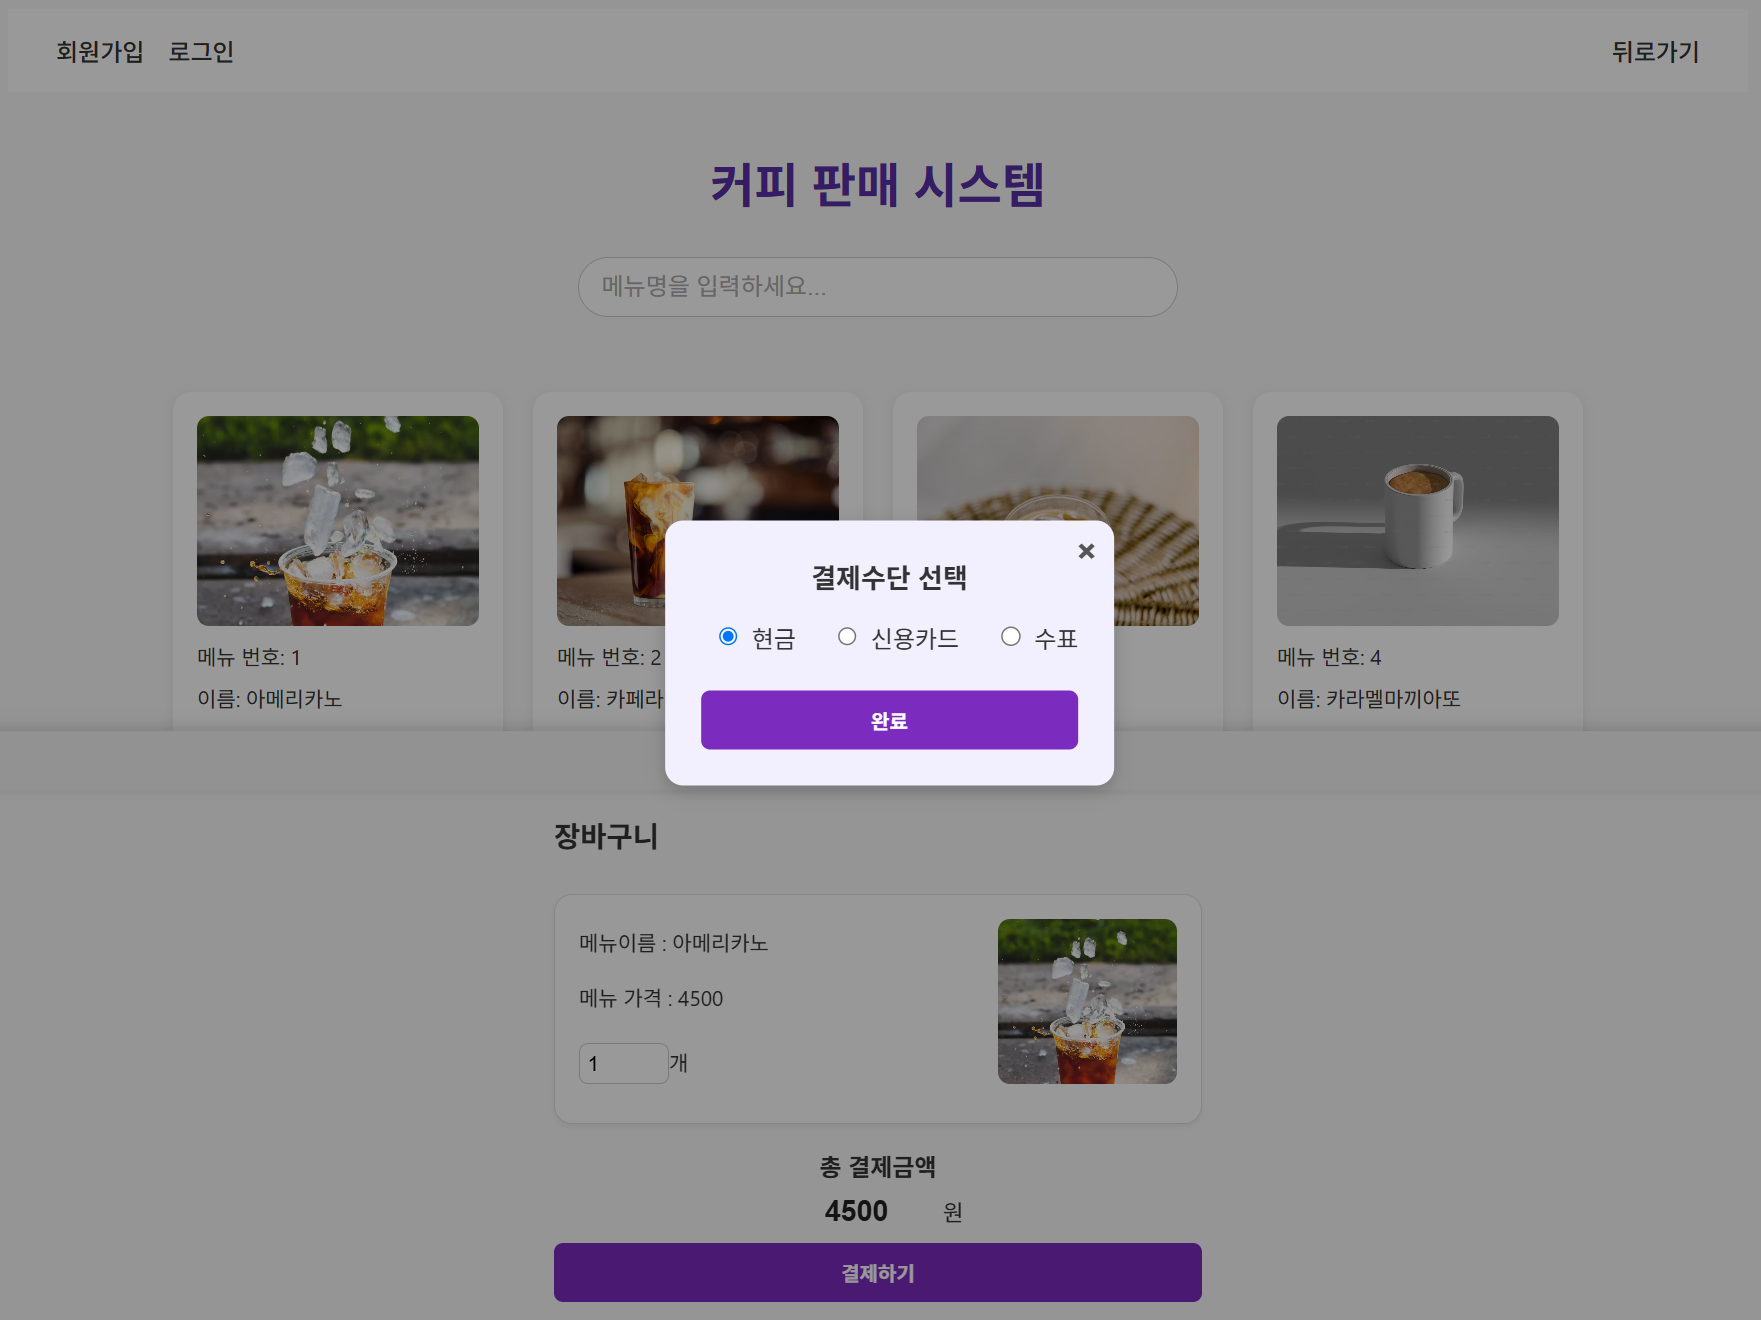 회원가입 로그인 뒤로가기
커피 판매 시스템
메뉴명을 입력하세요...
결제수단 선택
현금 신용카드 수표
완료
메뉴 번호: 1
이름: 아메리카노
메뉴 번호: 2
이름: 카페라
메뉴 번호: 4
이름: 카라멜마끼아또
장바구니
메뉴이름 : 아메리카노
메뉴 가격 : 4500
1 개
총 결제금액
4500 원
결제하기